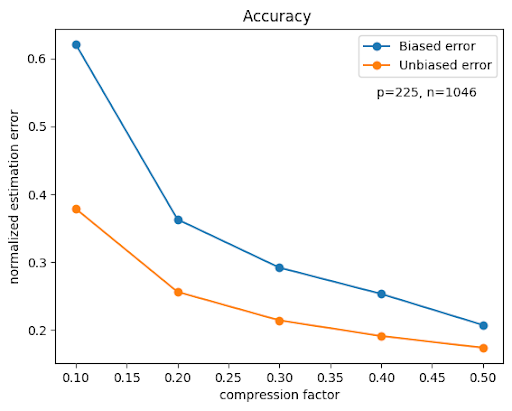 Accuracy
Biased error
Unbiased error
p=225, n=1046
normalized estimation error
0.6
0.5
0.4
0.3
0.2
0.10
0.15
0.20
0.25
0.30
0.35
0.40
0.45
0.50
compression factor